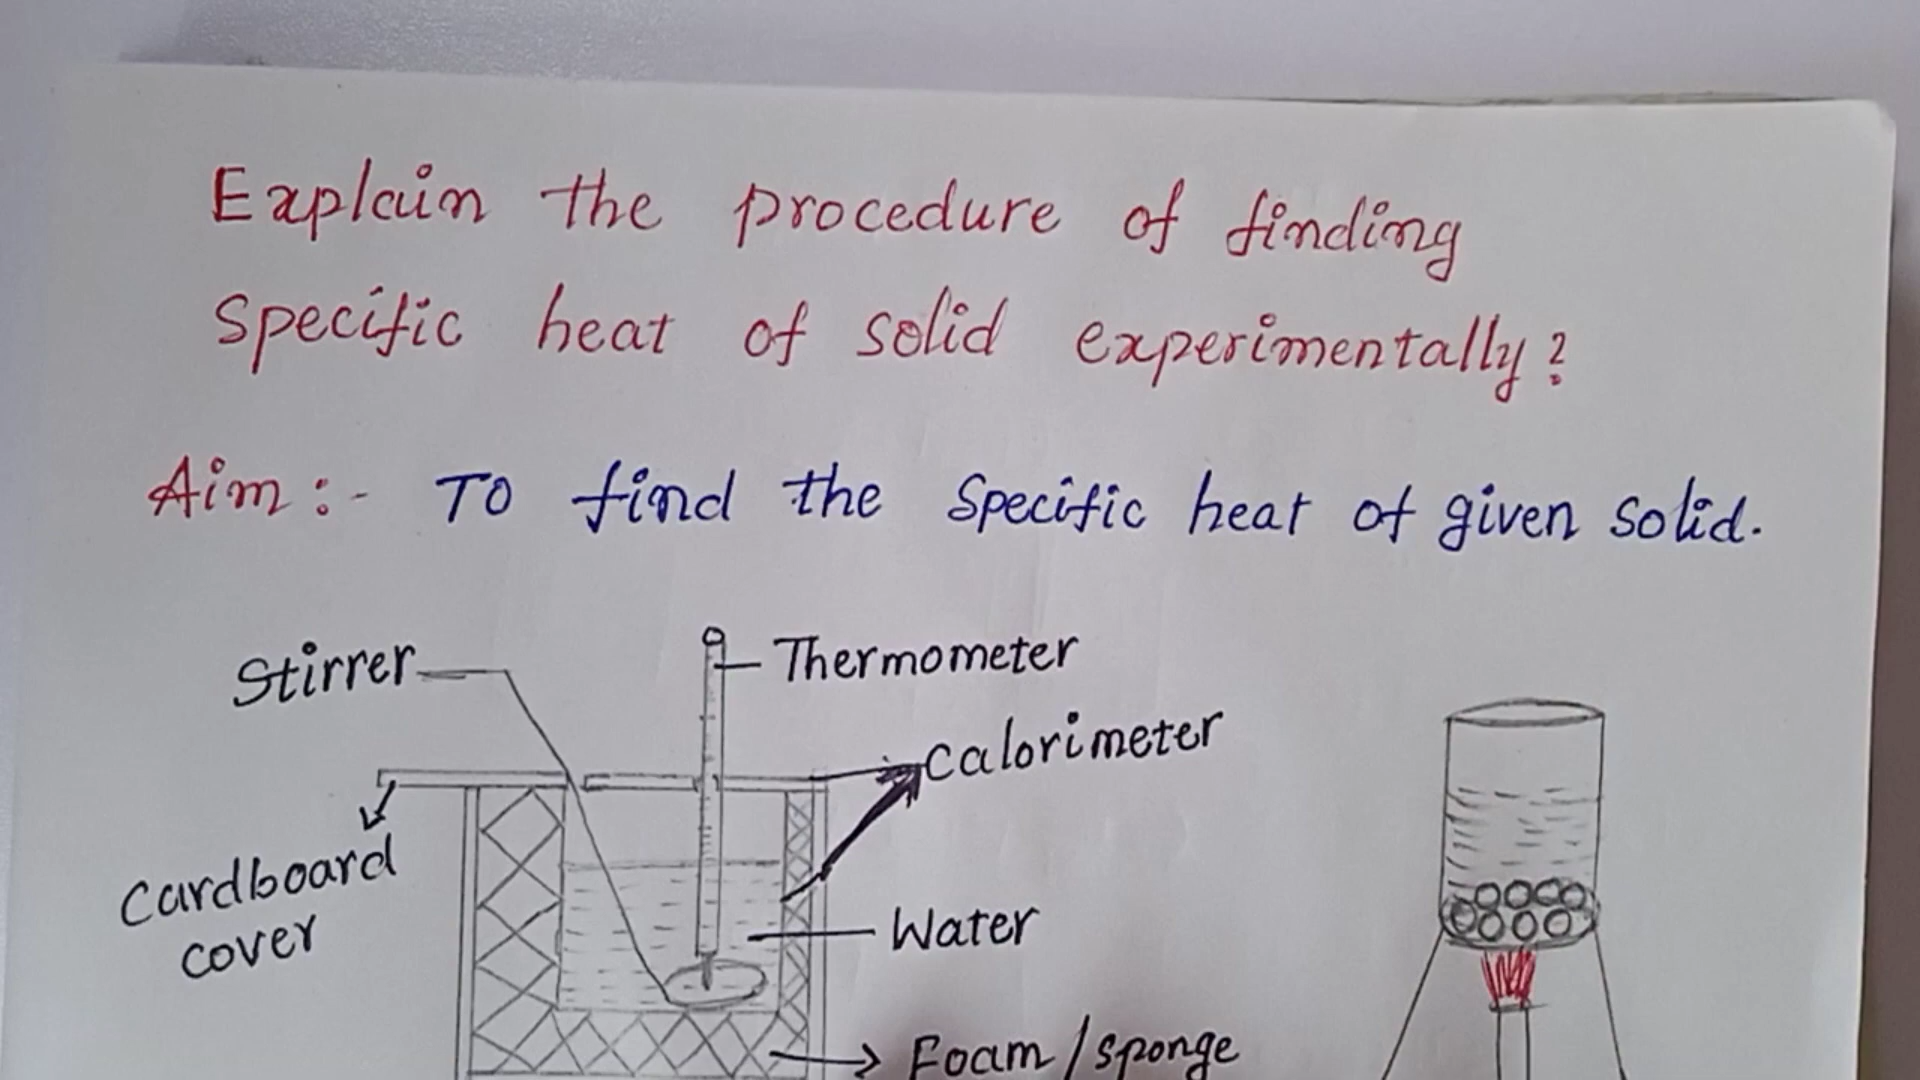 Explain the procedure of finding
Specific heat of solid experimentally?
Aim:- To find the Specific heat of given solid.
Stirrer
Thermometer
Calorimeter
Cardboard
cover
Water
Foam/sponge